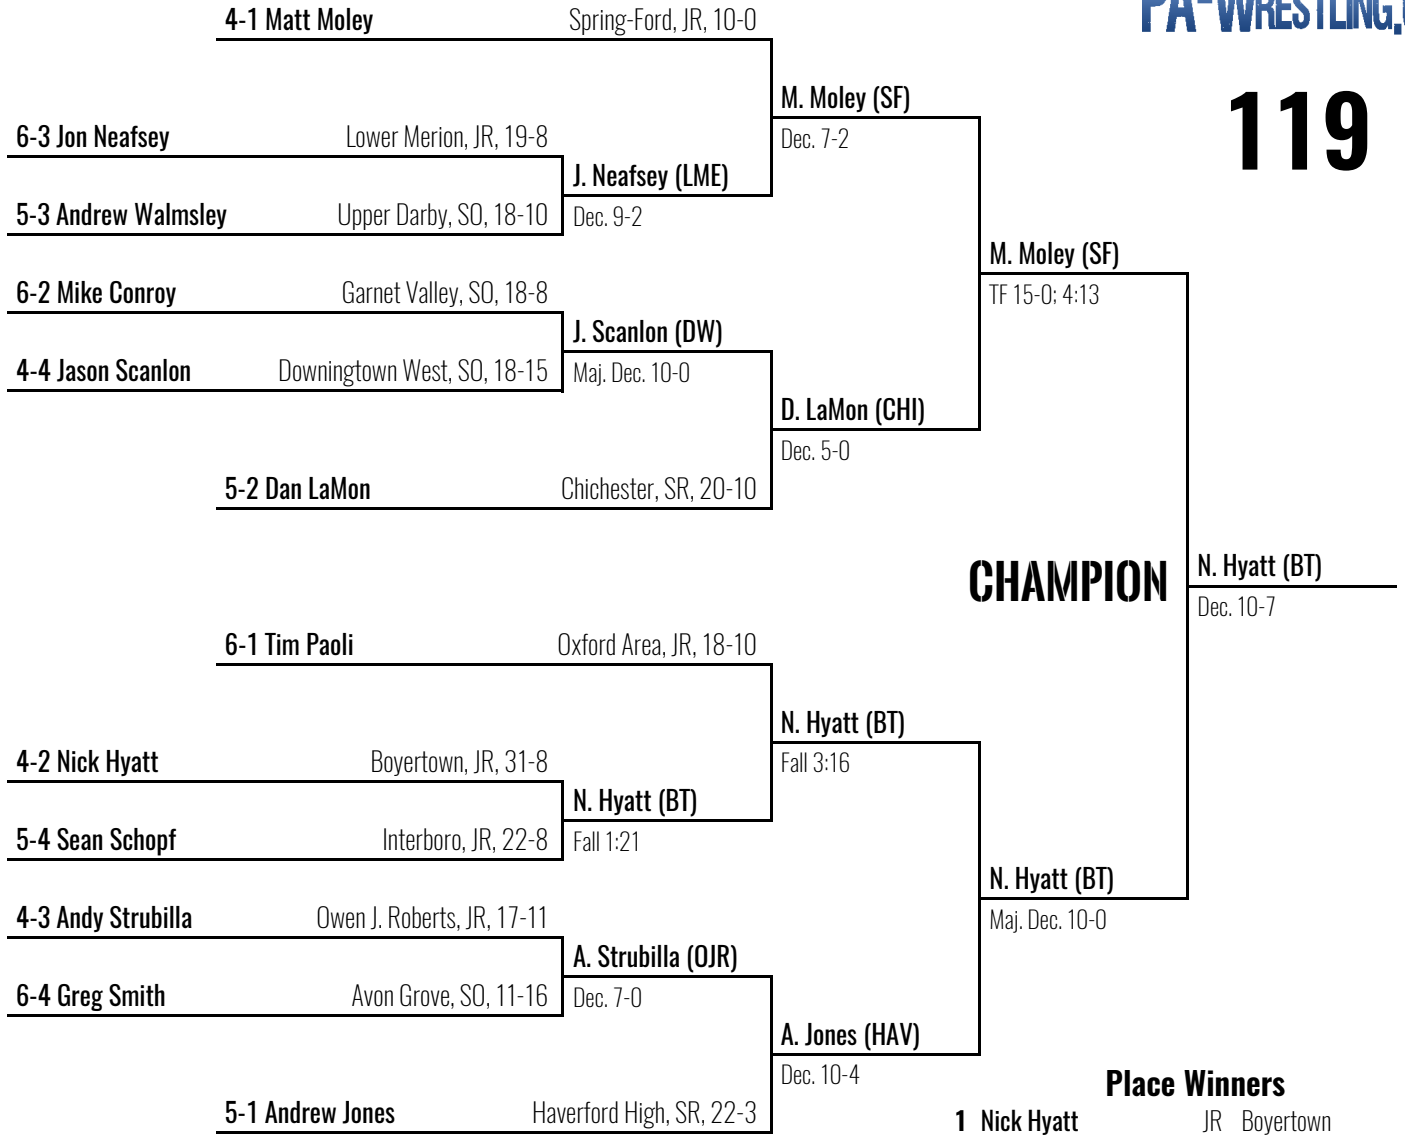 4-1 Matt Moley Spring-Ford, JR, 10-0
PA-WRESTLING.
119
M. Moley (SF)
Dec. 7-2
6-3 Jon Neafsey Lower Merion, JR, 19-8
J. Neafsey (LME)
5-3 Andrew Walmsley Upper Darby, SO, 18-10
Dec. 9-2
M. Moley (SF)
TF 15-0; 4:13
6-2 Mike Conroy Garnet Valley, SO, 18-8
J. Scanlon (DW)
4-4 Jason Scanlon Downingtown West, SO, 18-15
Maj. Dec. 10-0
D. LaMon (CHI)
Dec. 5-0
5-2 Dan LaMon Chichester, SR, 20-10
CHAMPION
N. Hyatt (BT)
Dec. 10-7
6-1 Tim Paoli Oxford Area, JR, 18-10
N. Hyatt (BT)
Fall 3:16
4-2 Nick Hyatt Boyertown, JR, 31-8
N. Hyatt (BT)
5-4 Sean Schopf Interboro, JR, 22-8
Fall 1:21
N. Hyatt (BT)
Maj. Dec. 10-0
4-3 Andy Strubilla Owen J. Roberts, JR, 17-11
A. Strubilla (OJR)
6-4 Greg Smith Avon Grove, SO, 11-16
Dec. 7-0
A. Jones (HAV)
Dec. 10-4
5-1 Andrew Jones Haverford High, SR, 22-3
Place Winners
1 Nick Hyatt JR Boyertown